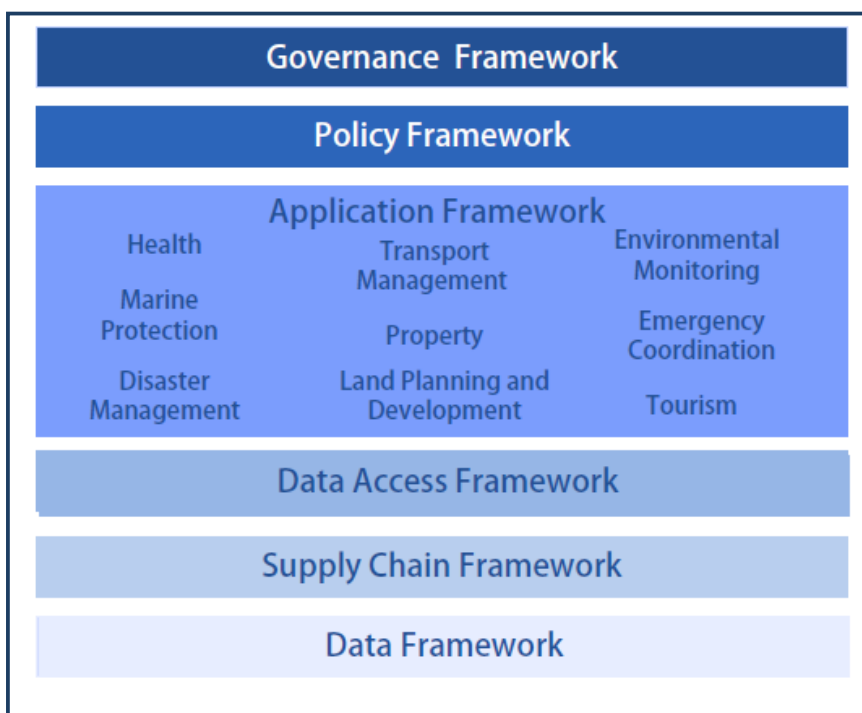 Governance Framework
Policy Framework
Application Framework
Health
Transport
Management
Environmental
Monitoring
Marine
Protection
Property
Emergency
Coordination
Disaster
Management
Land Planning and
Development
Tourism
Data Access Framework
Supply Chain Framework
Data Framework